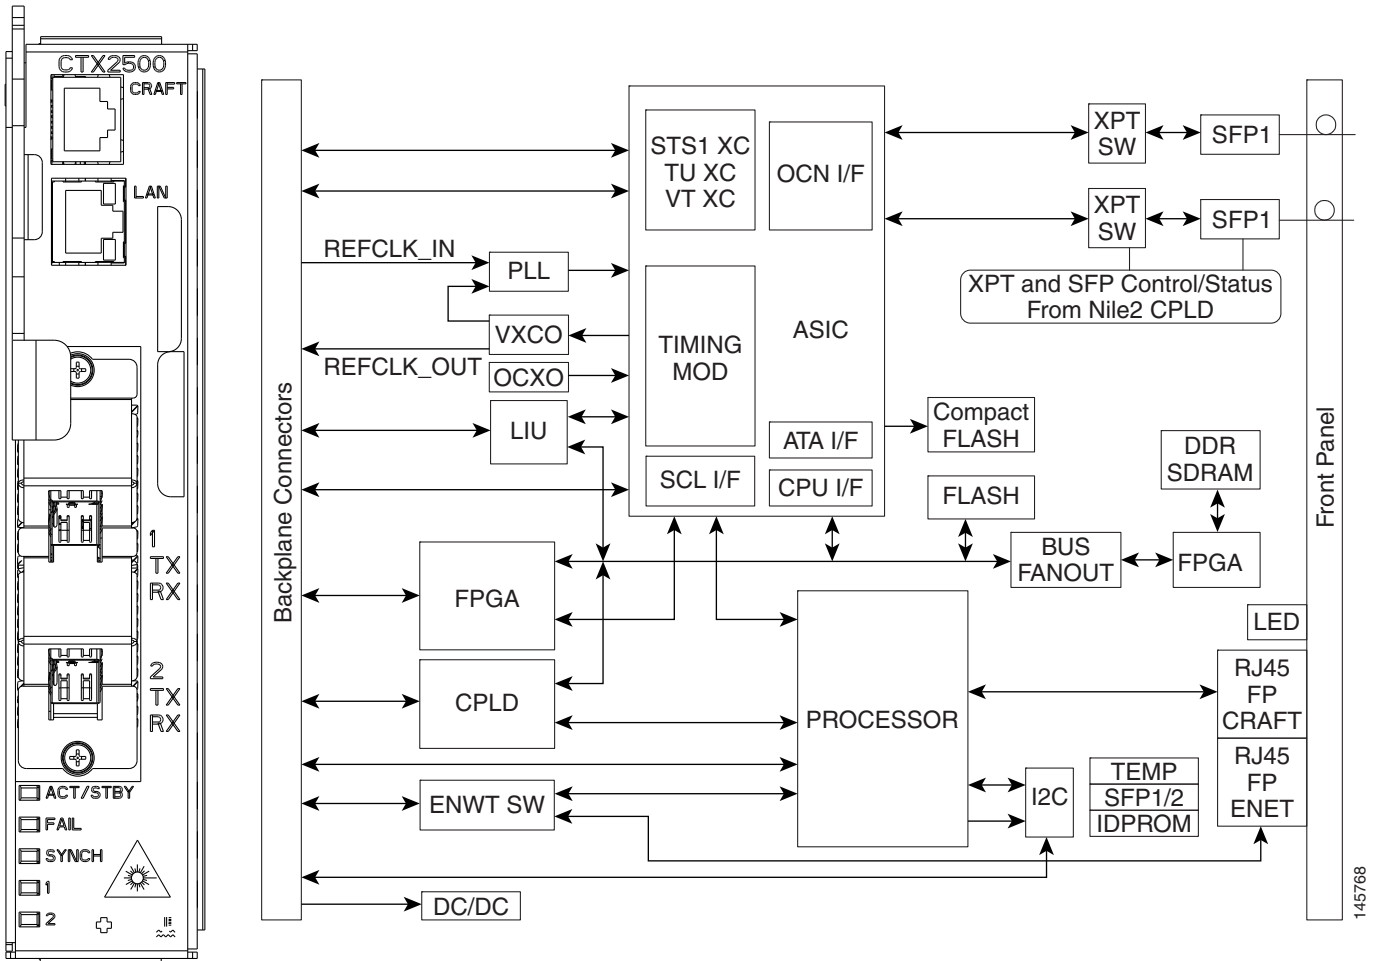 CTX2500
CRAFT
LAN
1
TX
RX
2
TX
RX
ACT/STBY
FAIL
SYNCH
1
2
Backplane Connectors
REFCLK_IN
REFCLK_OUT
PLL
VXCO
OCXO
LIU
STS1 XC
TU XC
VT XC
OCN I/F
TIMING
MOD
ASIC
ATA I/F
SCL I/F
CPU I/F
XPT
SW
SFP1
XPT
SW
SFP1
XPT and SFP Control/Status
From Nile2 CPLD
Compact
FLASH
FLASH
DDR
SDRAM
BUS
FANOUT
FPGA
FPGA
CPLD
ENWT SW
DC/DC
PROCESSOR
I2C
TEMP
SFP1/2
IDPROM
LED
RJ45
FP
CRAFT
RJ45
FP
ENET
Front Panel
145768